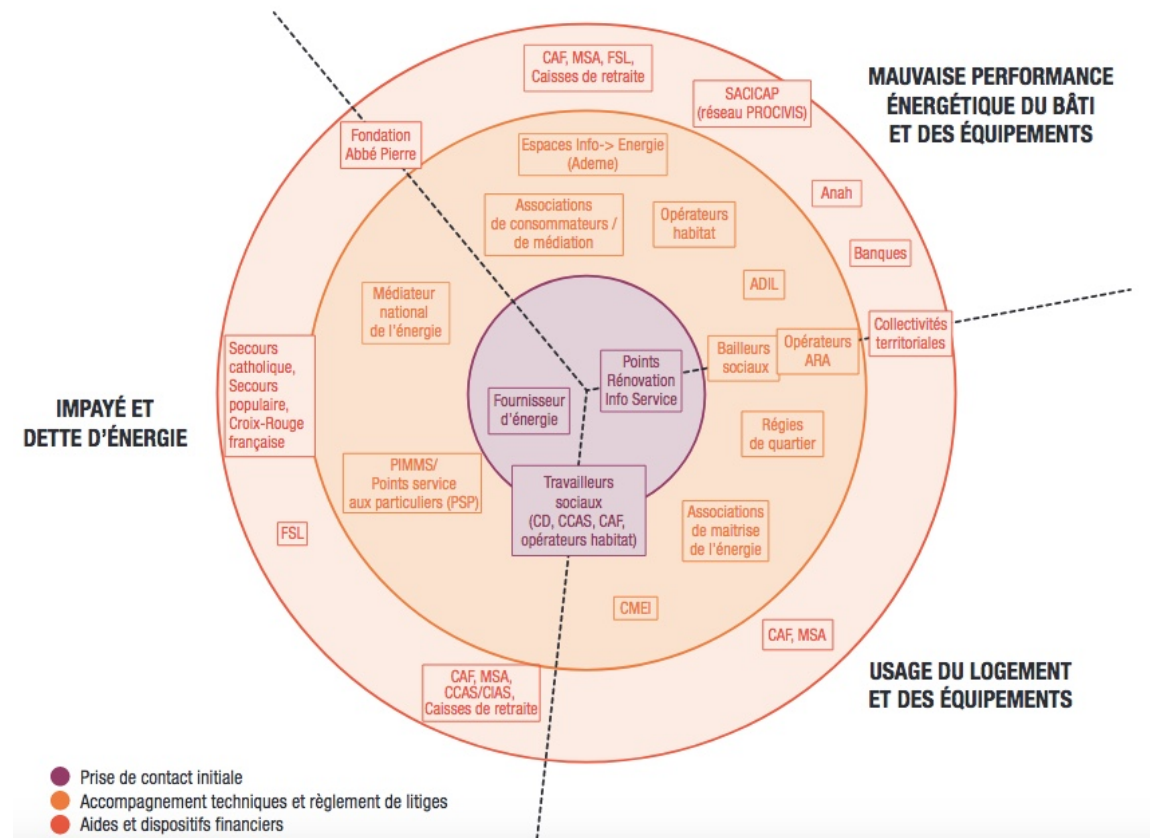 CAF, MSA, FSL,
Caisses de retraite
SACICAP
(réseau PROCIVIS)
MAUVAISE PERFORMANCE
ÉNERGÉTIQUE DU BÂTI
ET DES ÉQUIPEMENTS
Fondation
Abbé Pierre
Espaces Info-> Energie
(Ademe)
Anah
Associations
de consommateurs /
de médiation
Opérateurs
habitat
Banques
ADIL
Médiateur
national
de l'énergie
Collectivités
territoriales
Opérateurs
ARA
Bailleurs
sociaux
Points
Rénovation
Info Service
Secours
catholique,
Secours
populaire,
Croix-Rouge
française
Fournisseur
d'énergie
IMPAYÉ ET
DETTE D'ÉNERGIE
Régies
de quartier
PIMMS/
Points service
aux particuliers (PSP)
Travailleurs
sociaux
(CD, CCAS, CAF,
opérateurs habitat)
Associations
de maitrise
de l'énergie
FSL
CMEI
CAF, MSA
CAF, MSA,
CCAS/CIAS,
Caisses de retraite
USAGE DU LOGEMENT
ET DES ÉQUIPEMENTS
Prise de contact initiale
Accompagnement techniques et règlement de litiges
Aides et dispositifs financiers